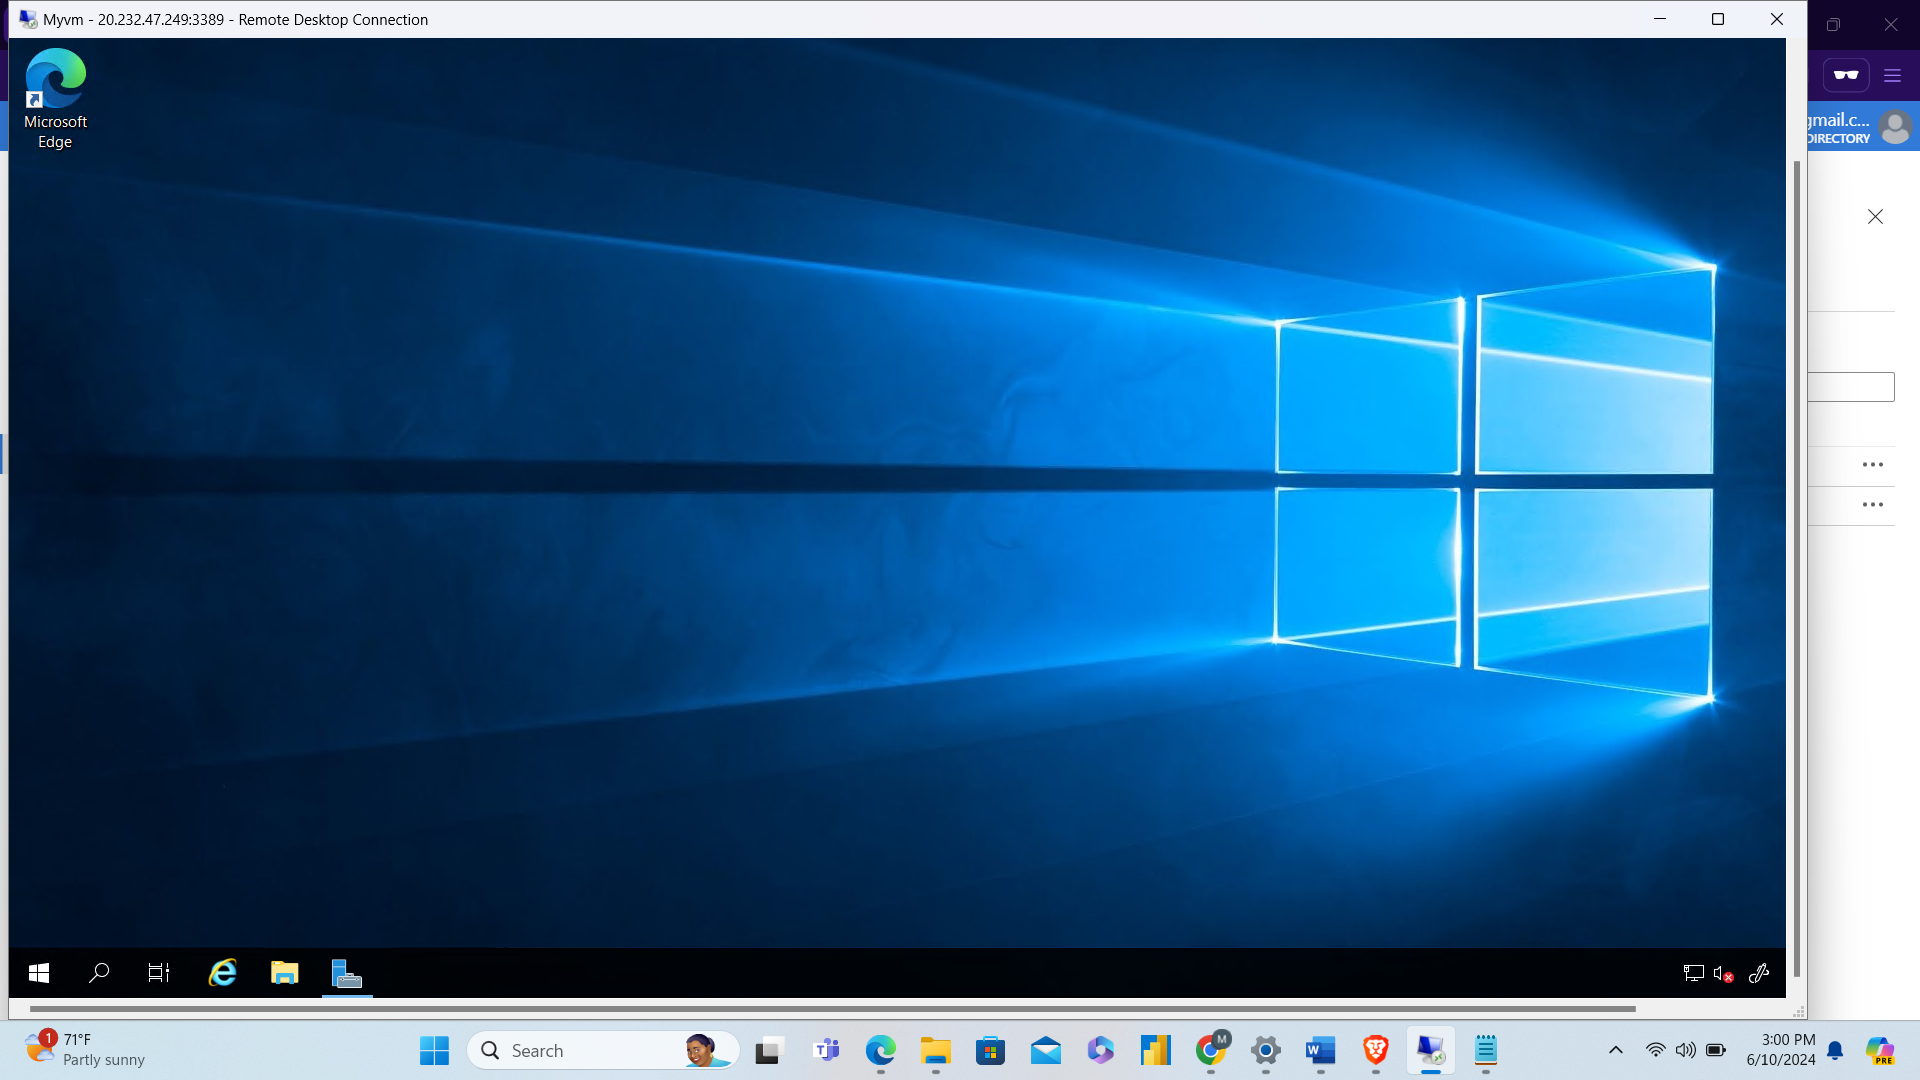 Myvm - 20.232.47.249:3389 - Remote Desktop Connection
gmail.c...
DIRECTORY
Microsoft
Edge
1
71°F
Partly sunny
Search
M
3:00 PM
6/10/2024
PRE